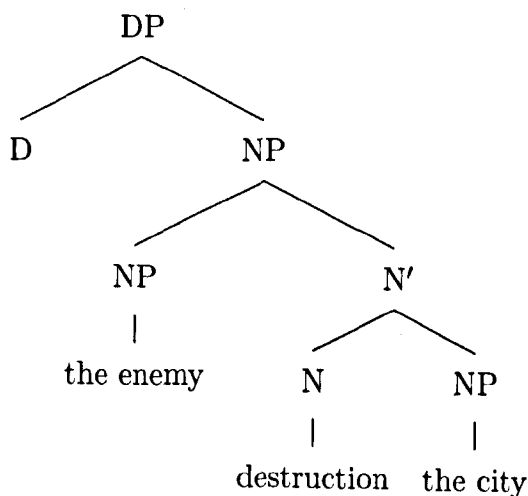 DP
D NP
NP N′
the enemy N NP
destruction the city